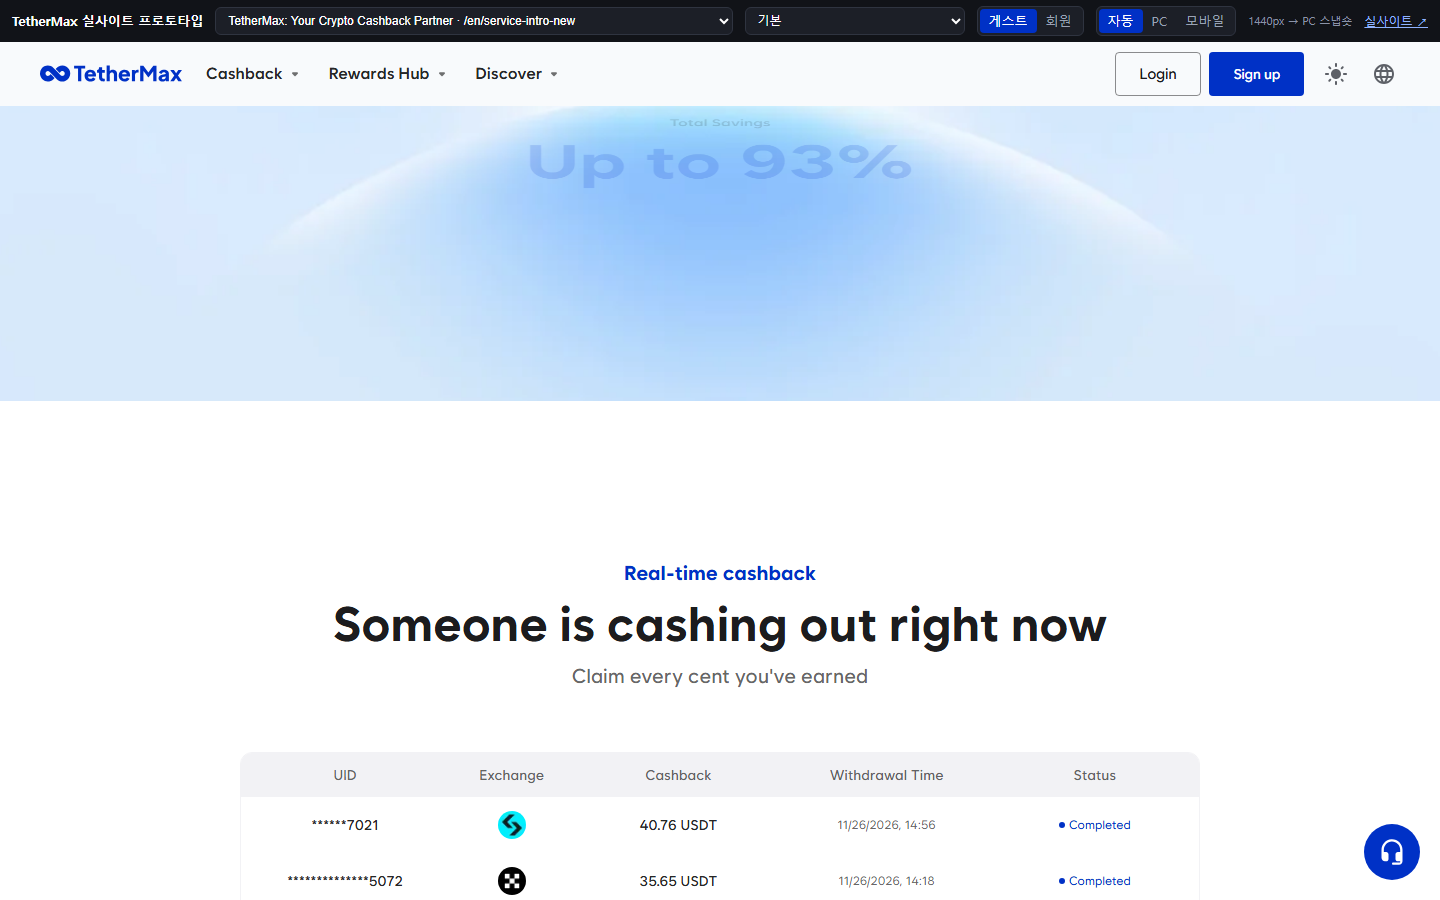 TetherMax 실사이트 프로토타입
TetherMax: Your Crypto Cashback Partner · /en/service-intro-new
기본
게스트 회원
자동 PC 모바일
1440px → PC 스냅숏
실사이트 ↗
TetherMax
Cashback
Rewards Hub
Discover
Login
Sign up
Total Savings
Up to 93%
Real-time cashback
Someone is cashing out right now
Claim every cent you've earned
UID Exchange Cashback Withdrawal Time Status
******7021 40.76 USDT 11/26/2026, 14:56 Completed
**************5072 35.65 USDT 11/26/2026, 14:18 Completed